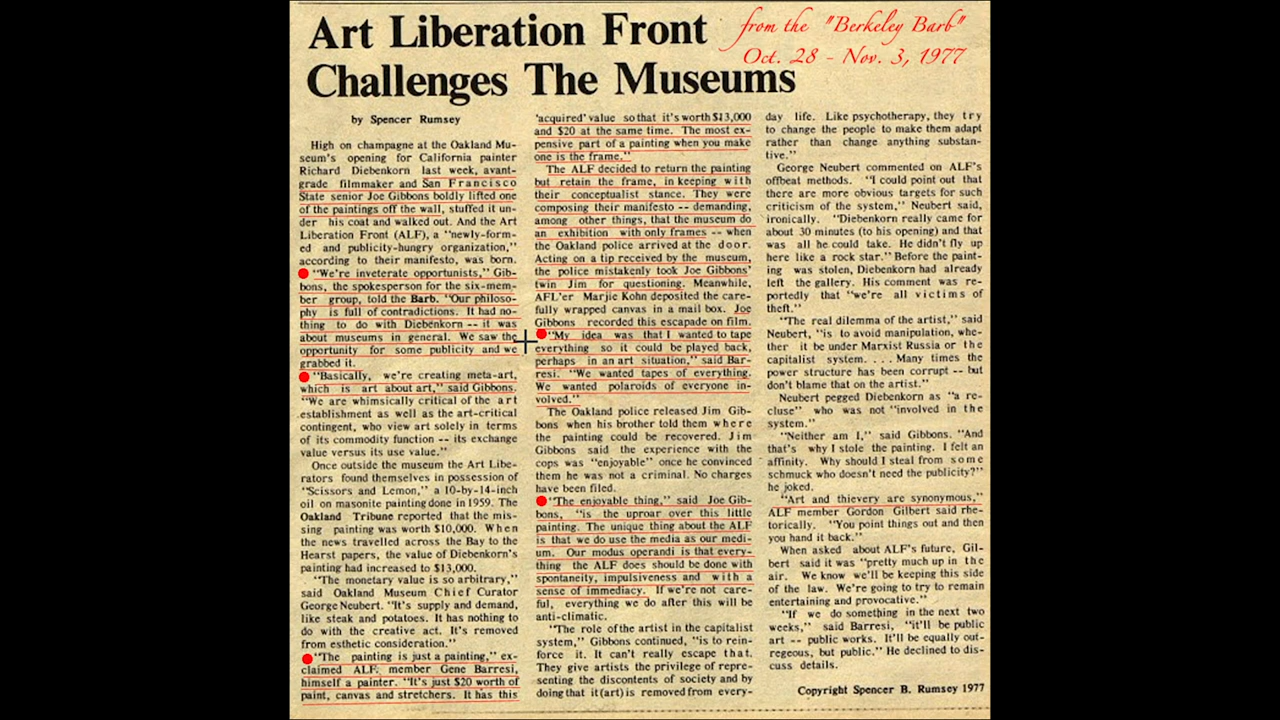 Art Liberation Front
Challenges The Museums
from the "Berkeley Barb"
Oct. 28 - Nov. 3, 1977
by Spencer Rumsey
High on champagne at the Oakland Mu-
seum's opening for California painter
Richard Diebenkorn last week, avant-
grade filmmaker and San Francisco
State senior Joe Gibbons boldly lifted one
of the paintings off the wall, stuffed it un-
der his coat and walked out. And the Art
Liberation Front (ALF), a "newly-form-
ed and publicity-hungry organization,"
according to their manifesto, was born.
"We're inveterate opportunists," Gib-
bons, the spokesperson for the six-mem-
ber group, told the Barb. "Our philoso-
phy is full of contradictions. It had no-
thing to do with Diebenkorn -- it was
about museums in general. We saw the
opportunity for some publicity and we
grabbed it.
"Basically, we're creating meta-art,
which is art about art," said Gibbons.
"We are whimsically critical of the art
establishment as well as the art-critical
contingent, who view art solely in terms
of its commodity function -- its exchange
value versus its use value."
Once outside the museum the Art Libe-
rators found themselves in possession of
"Scissors and Lemon," a 10-by-14-inch
oil on masonite painting done in 1959. The
Oakland Tribune reported that the mis-
sing painting was worth $10,000. When
the news travelled across the Bay to the
Hearst papers, the value of Diebenkorn's
painting had increased to $13,000.
"The monetary value is so arbitrary,"
said Oakland Museum Chief Curator
George Neubert. "It's supply and demand,
like steak and potatoes. It has nothing to
do with the creative act. It's removed
from esthetic consideration."
"The painting is just a painting," ex-
claimed ALF member Gene Barresi,
himself a painter. "It's just $20 worth of
paint, canvas and stretchers. It has this
'acquired' value so that it's worth $13,000
and $20 at the same time. The most ex-
pensive part of a painting when you make
one is the frame."
The ALF decided to return the painting
but retain the frame, in keeping with
their conceptualist stance. They were
composing their manifesto -- demanding,
among other things, that the museum do
an exhibition with only frames -- when
the Oakland police arrived at the door.
Acting on a tip received by the museum,
the police mistakenly took Joe Gibbons'
twin Jim for questioning. Meanwhile,
AFL'er Marjie Kohn deposited the care-
fully wrapped canvas in a mail box. Joe
Gibbons recorded this escapade on film.
"My idea was that I wanted to tape
everything so it could be played back,
perhaps in an art situation," said Bar-
resi. "We wanted tapes of everything.
We wanted polaroids of everyone in-
volved."
The Oakland police released Jim Gib-
bons when his brother told them where
the painting could be recovered. Jim
Gibbons said the experience with the
cops was "enjoyable" once he convinced
them he was not a criminal. No charges
have been filed.
"The enjoyable thing," said Joe Gib-
bons, "is the uproar over this little
painting. The unique thing about the ALF
is that we do use the media as our medi-
um. Our modus operandi is that every-
thing the ALF does should be done with
spontaneity, impulsiveness and with a
sense of immediacy. If we're not care-
ful, everything we do after this will be
anti-climatic.
"The role of the artist in the capitalist
system," Gibbons continued, "is to rein-
force it. It can't really escape that.
They give artists the privilege of repre-
senting the discontents of society and by
doing that it (art) is removed from every-
day life. Like psychotherapy, they try
to change the people to make them adapt
rather than change anything substan-
tive."
George Neubert commented on ALF's
offbeat methods. "I could point out that
there are more obvious targets for such
criticism of the system," Neubert said,
ironically. "Diebenkorn really came for
about 30 minutes (to his opening) and that
was all he could take. He didn't fly up
here like a rock star." Before the paint-
ing was stolen, Diebenkorn had already
left the gallery. His comment was re-
portedly that "we're all victims of
theft."
"The real dilemma of the artist," said
Neubert, "is to avoid manipulation, whe-
ther it be under Marxist Russia or the
capitalist system. . . . Many times the
power structure has been corrupt -- but
don't blame that on the artist."
Neubert pegged Diebenkorn as "a re-
cluse" who was not "involved in the
system."
"Neither am I," said Gibbons. "And
that's why I stole the painting. I felt an
affinity. Why should I steal from some
schmuck who doesn't need the publicity?"
he joked.
"Art and thievery are synonymous,"
ALF member Gordon Gilbert said rhe-
torically. "You point things out and then
you hand it back."
When asked about ALF's future, Gil-
bert said it was "pretty much up in the
air. We know we'll be keeping this side
of the law. We're going to try to remain
entertaining and provocative."
"If we do something in the next two
weeks," said Barresi, "it'll be public
art -- public works. It'll be equally out-
regeous, but public." He declined to dis-
cuss details.
Copyright Spencer B. Rumsey 1977